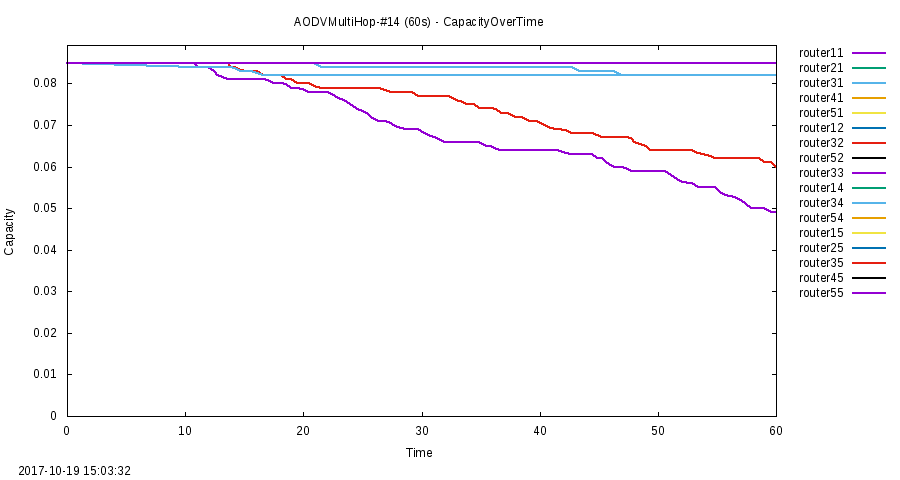 AODVMultiHop-#14 (60s) - CapacityOverTime
router11
router21
router31
router41
router51
router12
router32
router52
router33
router14
router34
router54
router15
router25
router35
router45
router55
0.08
0.07
0.06
0.05
0.04
0.03
0.02
0.01
0
Capacity
0 10 20 30 40 50 60
Time
2017-10-19 15:03:32